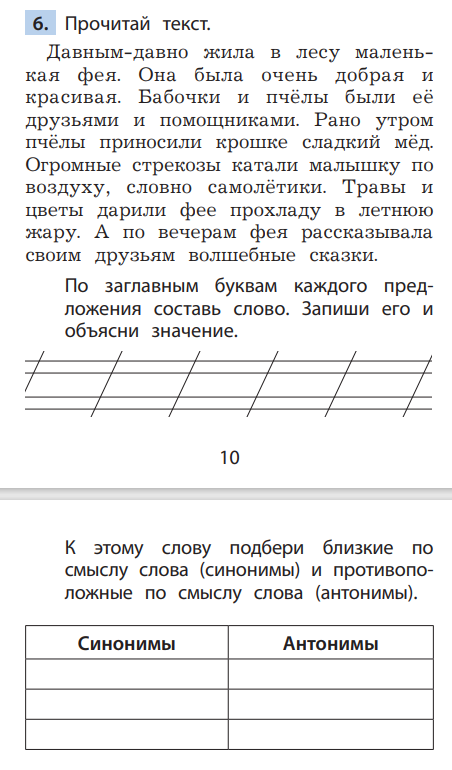 6. Прочитай текст.
Давным-давно жила в лесу малень-
кая фея. Она была очень добрая и
красивая. Бабочки и пчёлы были её
друзьями и помощниками. Рано утром
пчёлы приносили крошке сладкий мёд.
Огромные стрекозы катали малышку по
воздуху, словно самолётики. Травы и
цветы дарили фее прохладу в летнюю
жару. А по вечерам фея рассказывала
своим друзьям волшебные сказки.
По заглавным буквам каждого пред-
ложения составь слово. Запиши его и
объясни значение.
10
К этому слову подбери близкие по
смыслу слова (синонимы) и противопо-
ложные по смыслу слова (антонимы).
Синонимы Антонимы